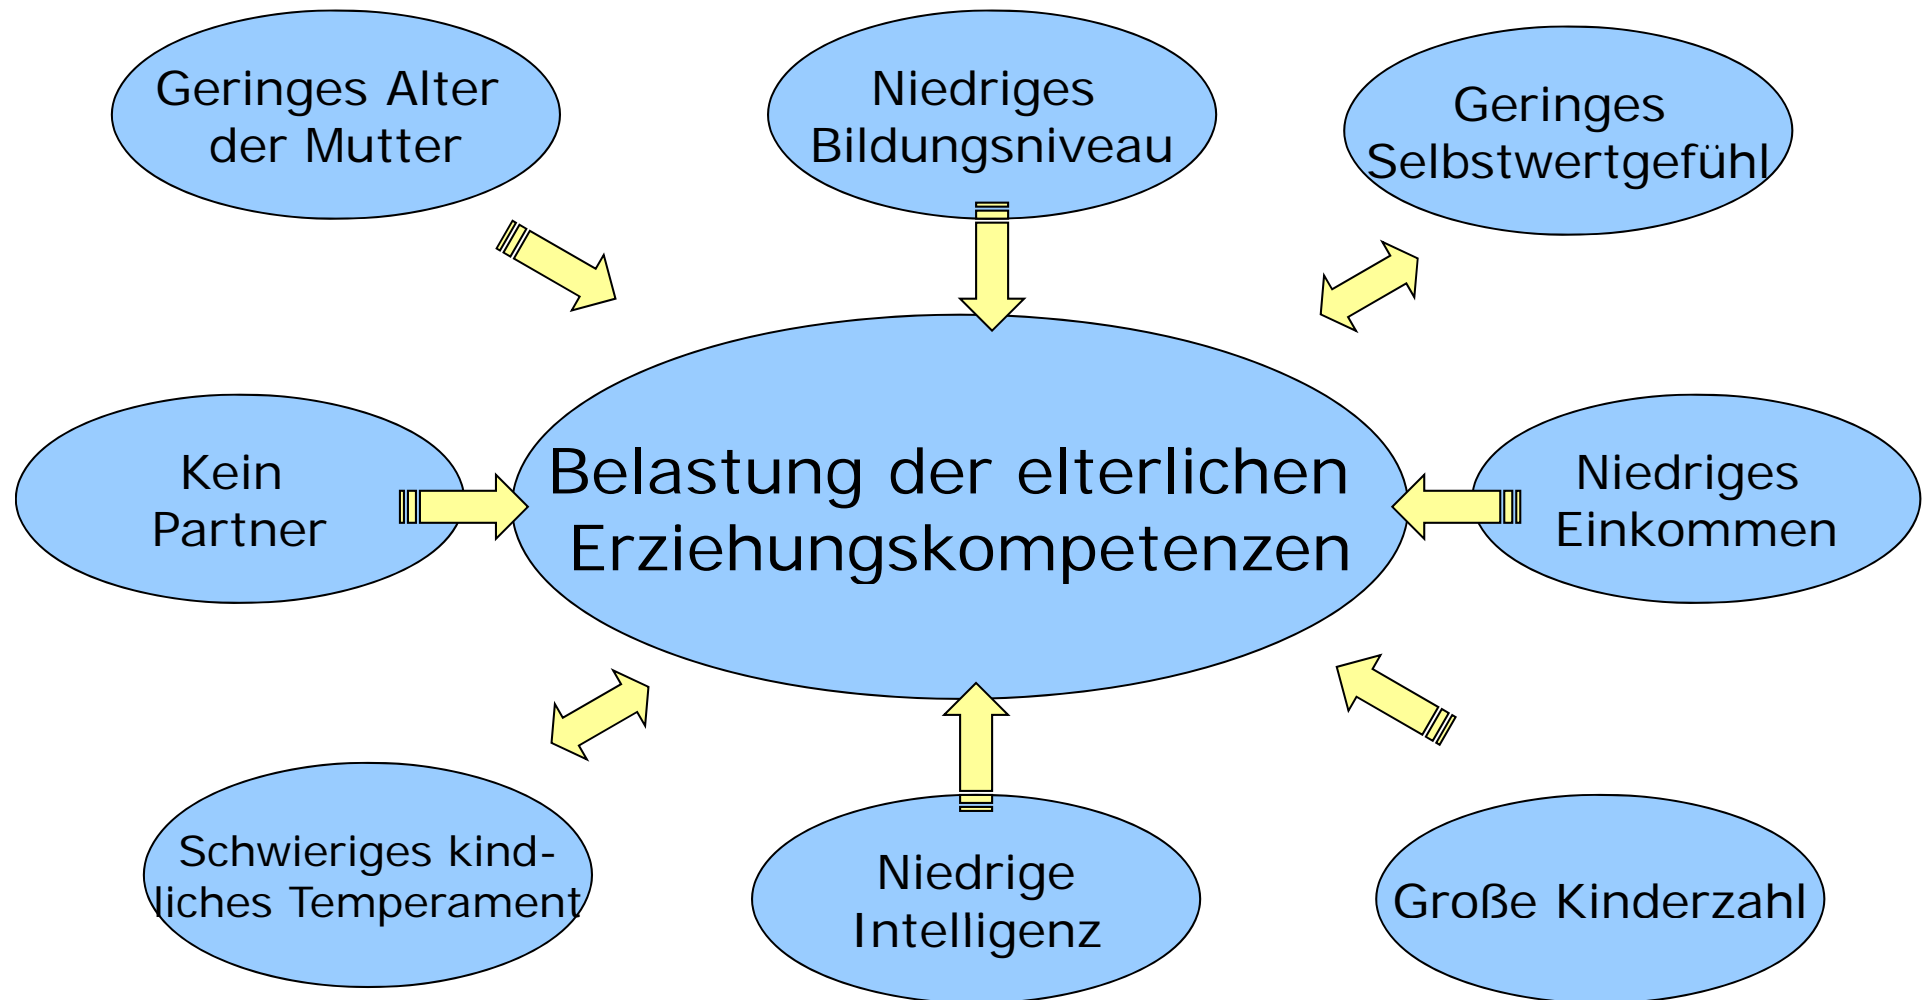 Geringes Alter
der Mutter
Niedriges
Bildungsniveau
Geringes
Selbstwertgefühl
Kein
Partner
Belastung der elterlichen
Erziehungskompetenzen
Niedriges
Einkommen
Schwieriges kind-
liches Temperament
Niedrige
Intelligenz
Große Kinderzahl